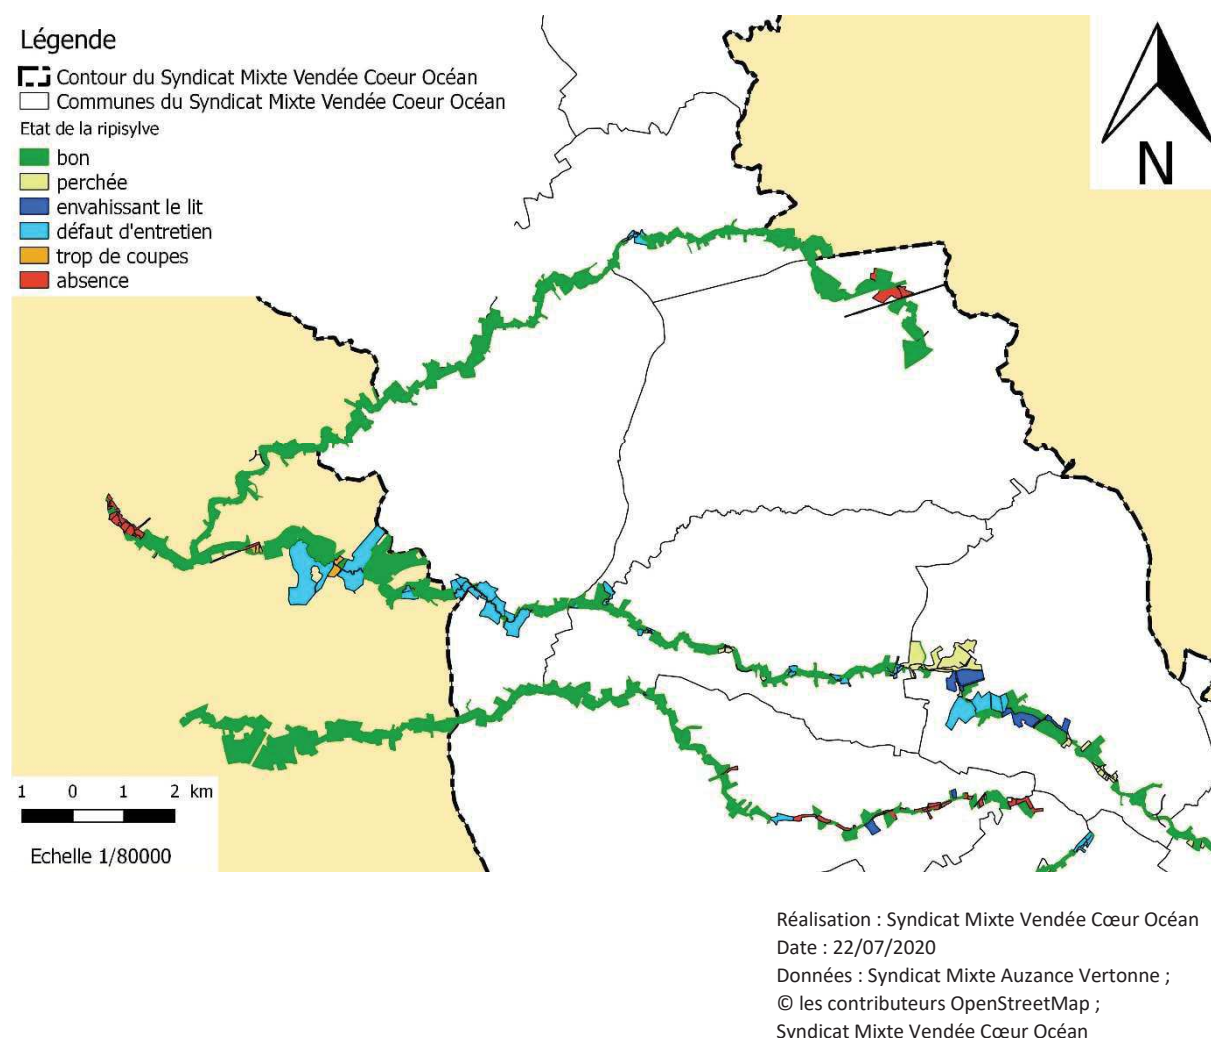 Légende
Contour du Syndicat Mixte Vendée Coeur Océan
Communes du Syndicat Mixte Vendée Coeur Océan
Etat de la ripisylve
bon
perchée
envahissant le lit
défaut d'entretien
trop de coupes
absence
N
1 0 1 2 km
Echelle 1/80000
Réalisation : Syndicat Mixte Vendée Cœur Océan
Date : 22/07/2020
Données : Syndicat Mixte Auzance Vertonne ;
© les contributeurs OpenStreetMap ;
Syndicat Mixte Vendée Cœur Océan